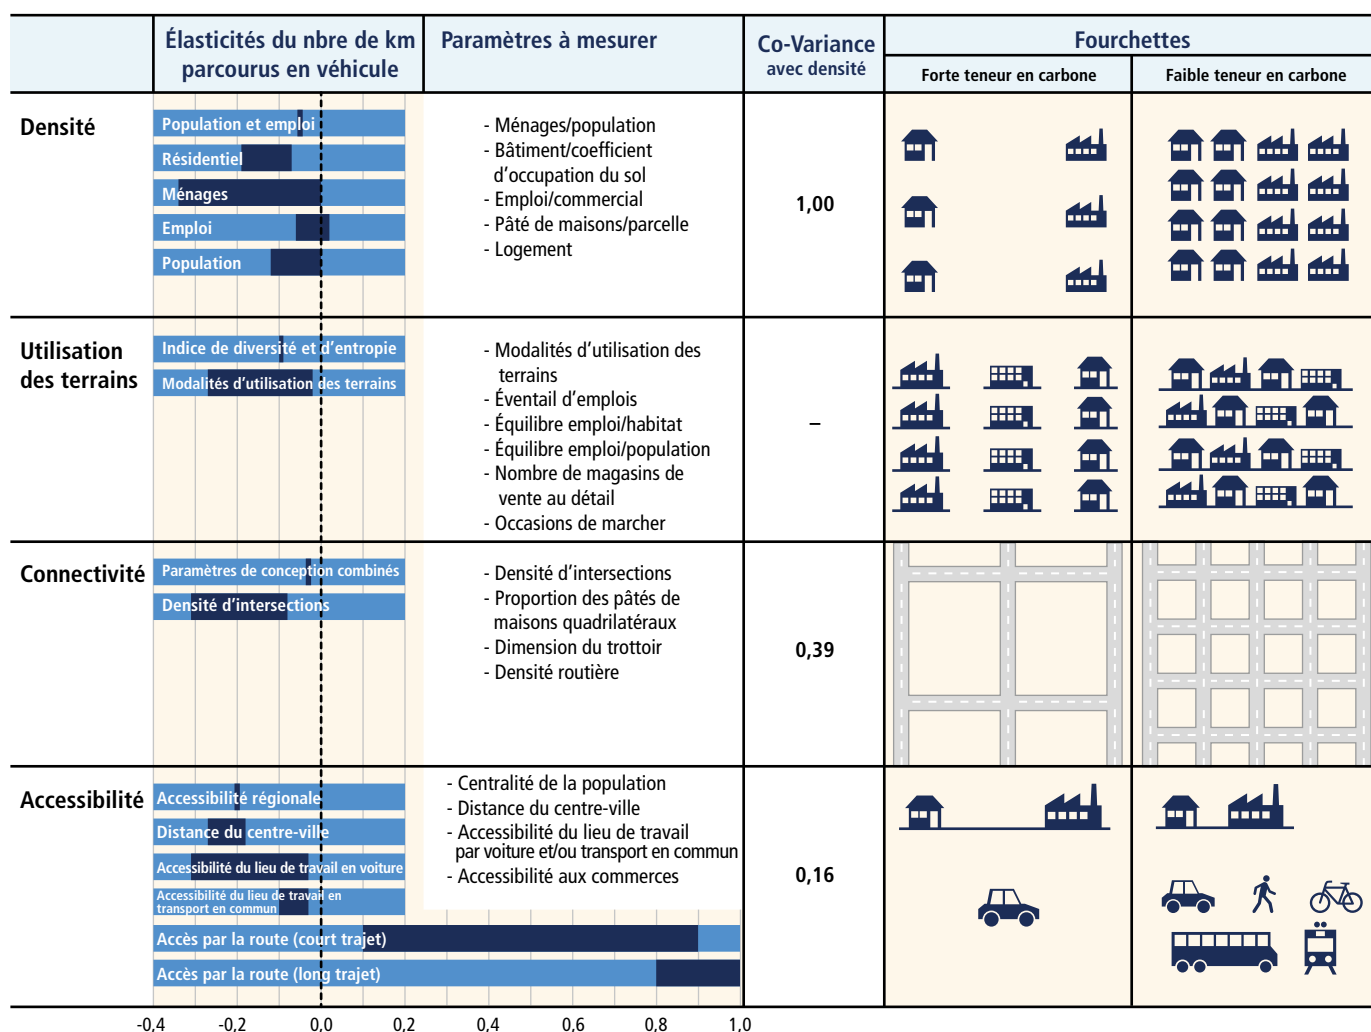 Élasticités du nbre de km
parcourus en véhicule
Paramètres à mesurer
Co-Variance
avec densité
Fourchettes
Forte teneur en carbone
Faible teneur en carbone
Densité
Population et emploi
Résidentiel
Ménages
Emploi
Population
- Ménages/population
- Bâtiment/coefficient
d’occupation du sol
- Emploi/commercial
- Pâté de maisons/parcelle
- Logement
1,00
Utilisation
des terrains
Indice de diversité et d’entropie
Modalités d’utilisation des terrains
- Modalités d’utilisation des
terrains
- Éventail d’emplois
- Équilibre emploi/habitat
- Équilibre emploi/population
- Nombre de magasins de
vente au détail
- Occasions de marcher
–
Connectivité
Paramètres de conception combinés
Densité d’intersections
- Densité d’intersections
- Proportion des pâtés de
maisons quadrilatéraux
- Dimension du trottoir
- Densité routière
0,39
Accessibilité
Accessibilité régionale
Distance du centre-ville
Accessibilité du lieu de travail en voiture
Accessibilité du lieu de travail en
transport en commun
Accès par la route (court trajet)
Accès par la route (long trajet)
- Centralité de la population
- Distance du centre-ville
- Accessibilité du lieu de travail
par voiture et/ou transport en commun
- Accessibilité aux commerces
0,16
-0,4 -0,2 0,0 0,2 0,4 0,6 0,8 1,0